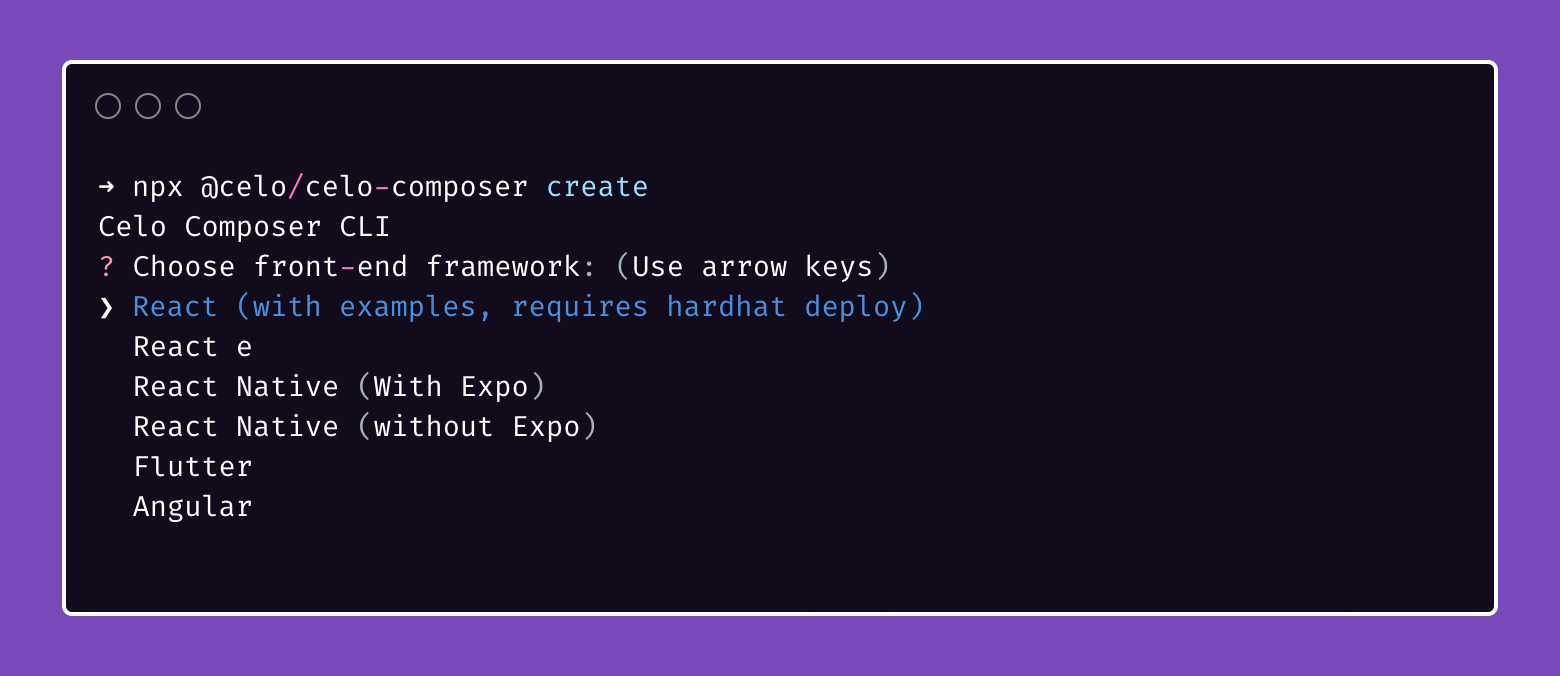 ➜ npx @celo/celo-composer create
Celo Composer CLI
? Choose front-end framework: (Use arrow keys)
❯ React (with examples, requires hardhat deploy)
React e
React Native (With Expo)
React Native (without Expo)
Flutter
Angular